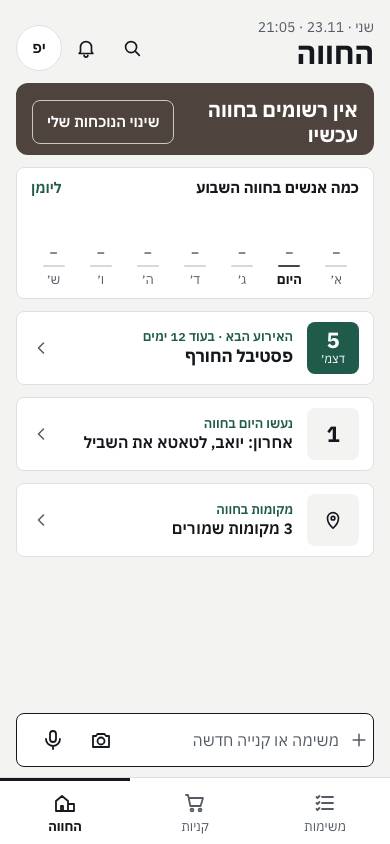 שני · 23.11 · 21:05
החווה
יפ
אין רשומים בחווה
עכשיו
שינוי הנוכחות שלי
כמה אנשים בחווה השבוע
ליומן
– – – – – – –
א׳ היום ג׳ ד׳ ה׳ ו׳ ש׳
5
דצמ׳
האירוע הבא · בעוד 12 ימים
פסטיבל החורף
1
נעשו היום בחווה
אחרון: יואב, לטאטא את השביל
מקומות בחווה
3 מקומות שמורים
+ משימה או קנייה חדשה
משימות
קניות
החווה